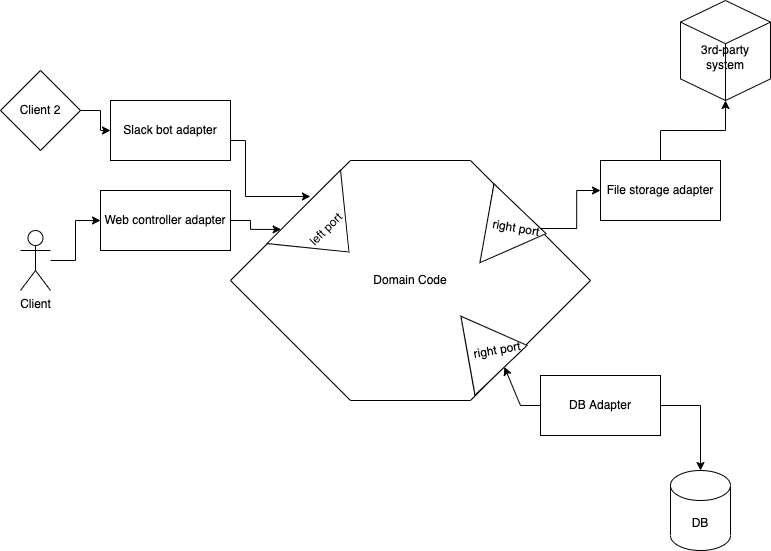 3rd-party
system
Client 2
Slack bot adapter
Web controller adapter
left port
right port
File storage adapter
Client
Domain Code
right port
DB Adapter
DB